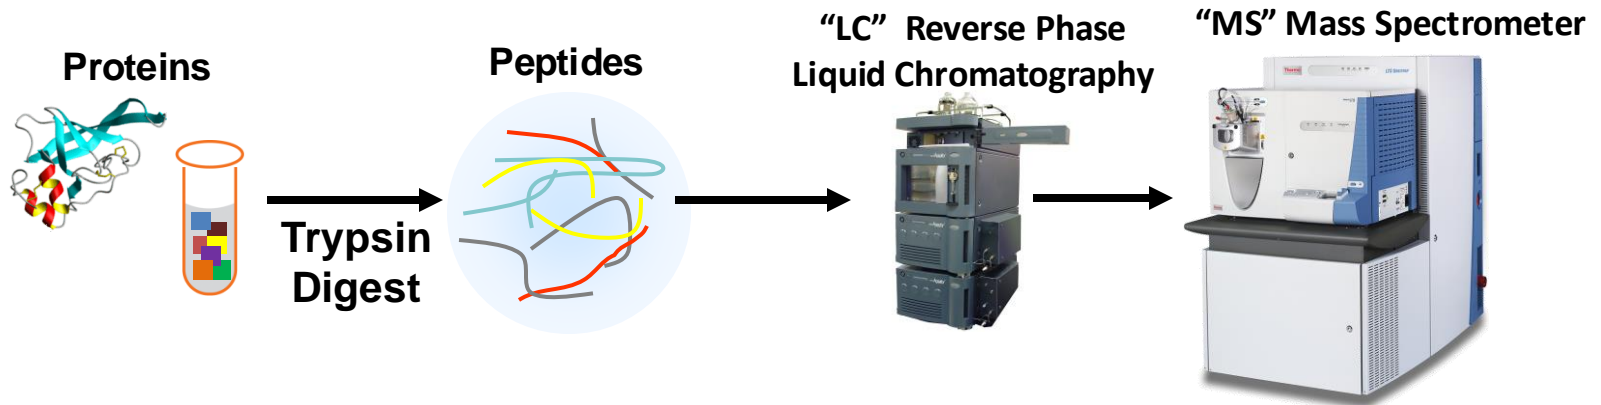 Proteins
Trypsin
Digest
Peptides
“LC” Reverse Phase
Liquid Chromatography
“MS” Mass Spectrometer